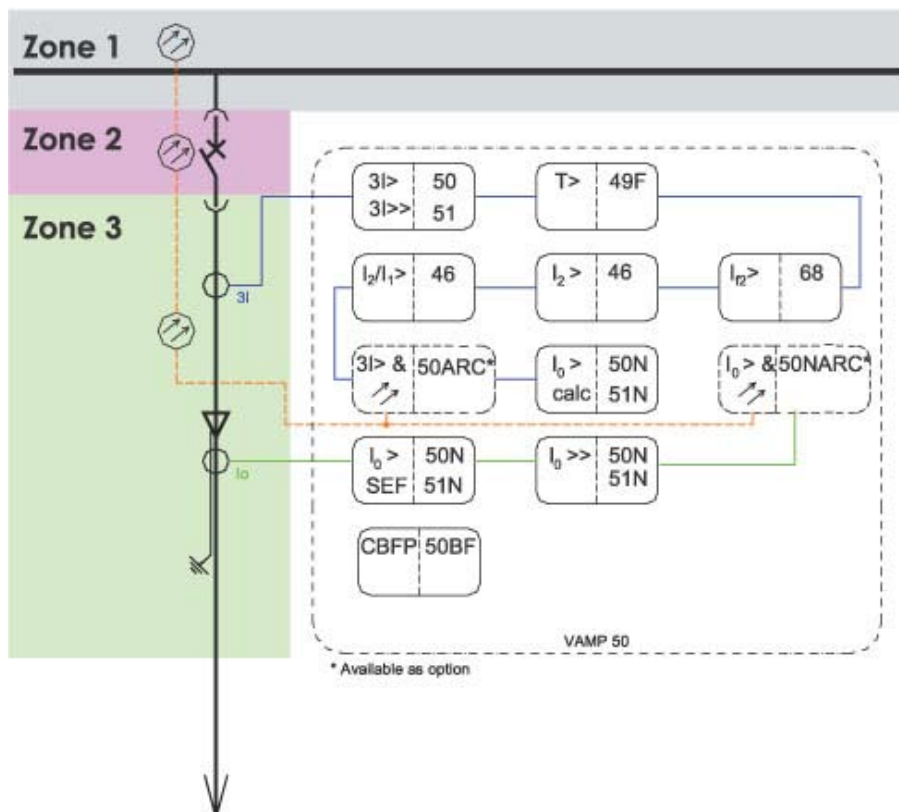 Zone 1
Zone 2
Zone 3
3I
Io
3I> 50
3I>> 51
T> 49F
I2/I1> 46
I2> 46
If2> 68
3I> & 50ARC*
I0> 50N
calc 51N
I0> & 50NARC*
I0> 50N
SEF 51N
I0>> 50N
51N
CBFP 50BF
VAMP 50
* Available as option